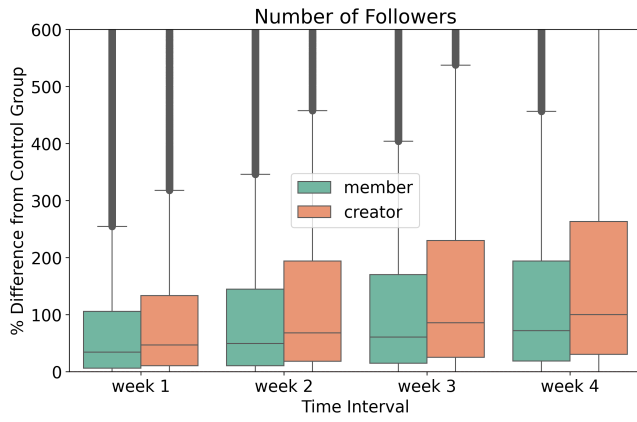 Number of Followers
% Difference from Control Group
600
500
400
300
200
100
0
member
creator
week 1
week 2
week 3
week 4
Time Interval